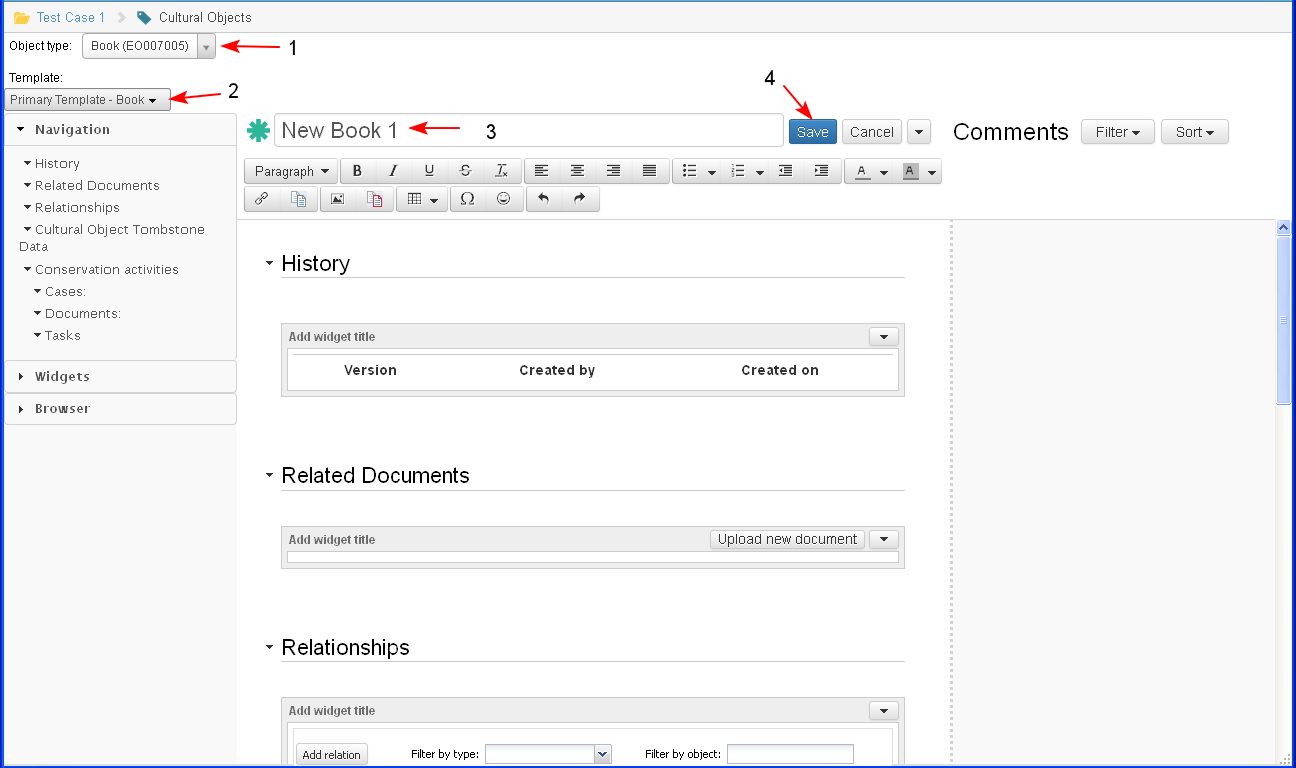 Test Case 1 Cultural Objects
Object type: Book (EO007005) 1
Template:
Primary Template - Book 2
4
New Book 1 3 Save Cancel Comments Filter Sort
Navigation
History
Related Documents
Relationships
Cultural Object Tombstone
Data
Conservation activities
Cases:
Documents:
Tasks
Widgets
Browser
Paragraph B I U S Tx A A
Ω
History
Add widget title
Version Created by Created on
Related Documents
Add widget title Upload new document
Relationships
Add widget title
Add relation Filter by type: Filter by object: